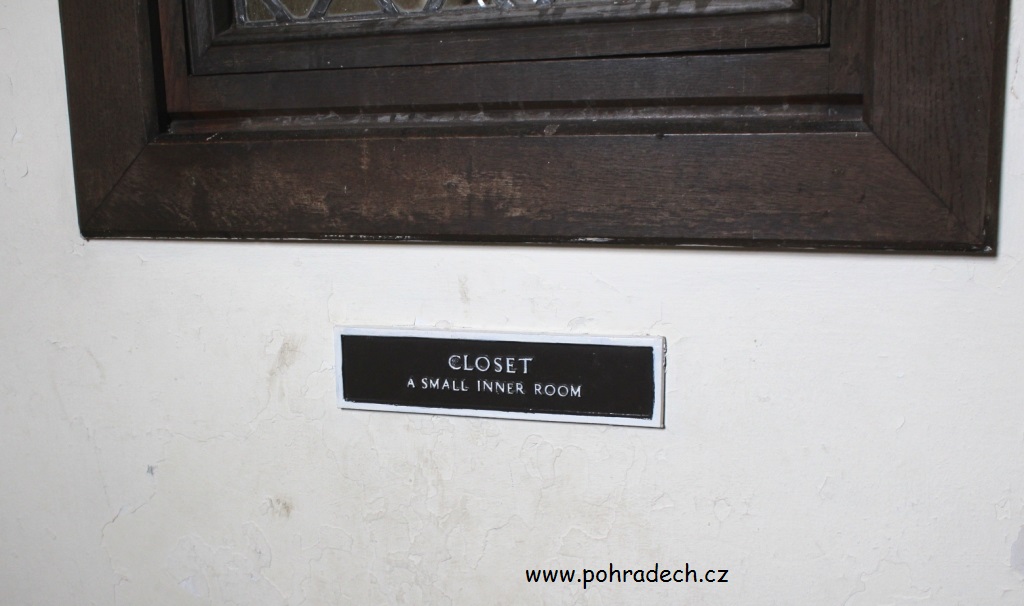 CLOSET
A SMALL INNER ROOM
www.pohradech.cz